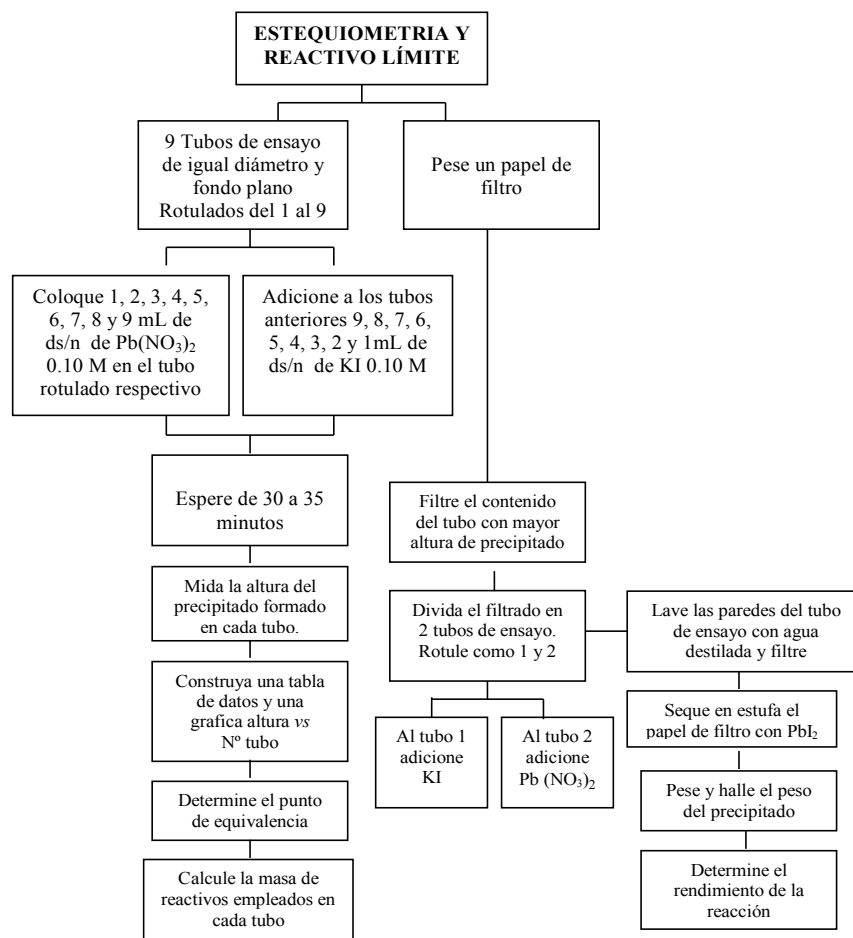 ESTEQUIOMETRIA Y
REACTIVO LÍMITE
9 Tubos de ensayo
de igual diámetro y
fondo plano
Rotulados del 1 al 9
Pese un papel de
filtro
Coloque 1, 2, 3, 4, 5,
6, 7, 8 y 9 mL de
ds/n de Pb(NO₃)₂
0.10 M en el tubo
rotulado respectivo
Adicione a los tubos
anteriores 9, 8, 7, 6,
5, 4, 3, 2 y 1mL de
ds/n de KI 0.10 M
Espere de 30 a 35
minutos
Filtre el contenido
del tubo con mayor
altura de precipitado
Mida la altura del
precipitado formado
en cada tubo.
Divida el filtrado en
2 tubos de ensayo.
Rotule como 1 y 2
Lave las paredes del tubo
de ensayo con agua
destilada y filtre
Construya una tabla
de datos y una
grafica altura vs
Nº tubo
Al tubo 1
adicione
KI
Al tubo 2
adicione
Pb (NO₃)₂
Seque en estufa el
papel de filtro con PbI₂
Pese y halle el peso
del precipitado
Determine el punto
de equivalencia
Determine el
rendimiento de la
reacción
Calcule la masa de
reactivos empleados en
cada tubo